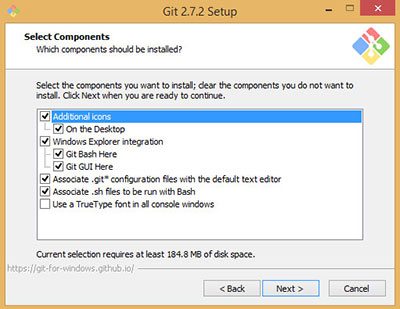 Git 2.7.2 Setup
Select Components
Which components should be installed?
Select the components you want to install; clear the components you do not want to
install. Click Next when you are ready to continue.
Additional icons
On the Desktop
Windows Explorer integration
Git Bash Here
Git GUI Here
Associate .git* configuration files with the default text editor
Associate .sh files to be run with Bash
Use a TrueType font in all console windows
Current selection requires at least 184.8 MB of disk space.
https://git-for-windows.github.io/
< Back
Next >
Cancel